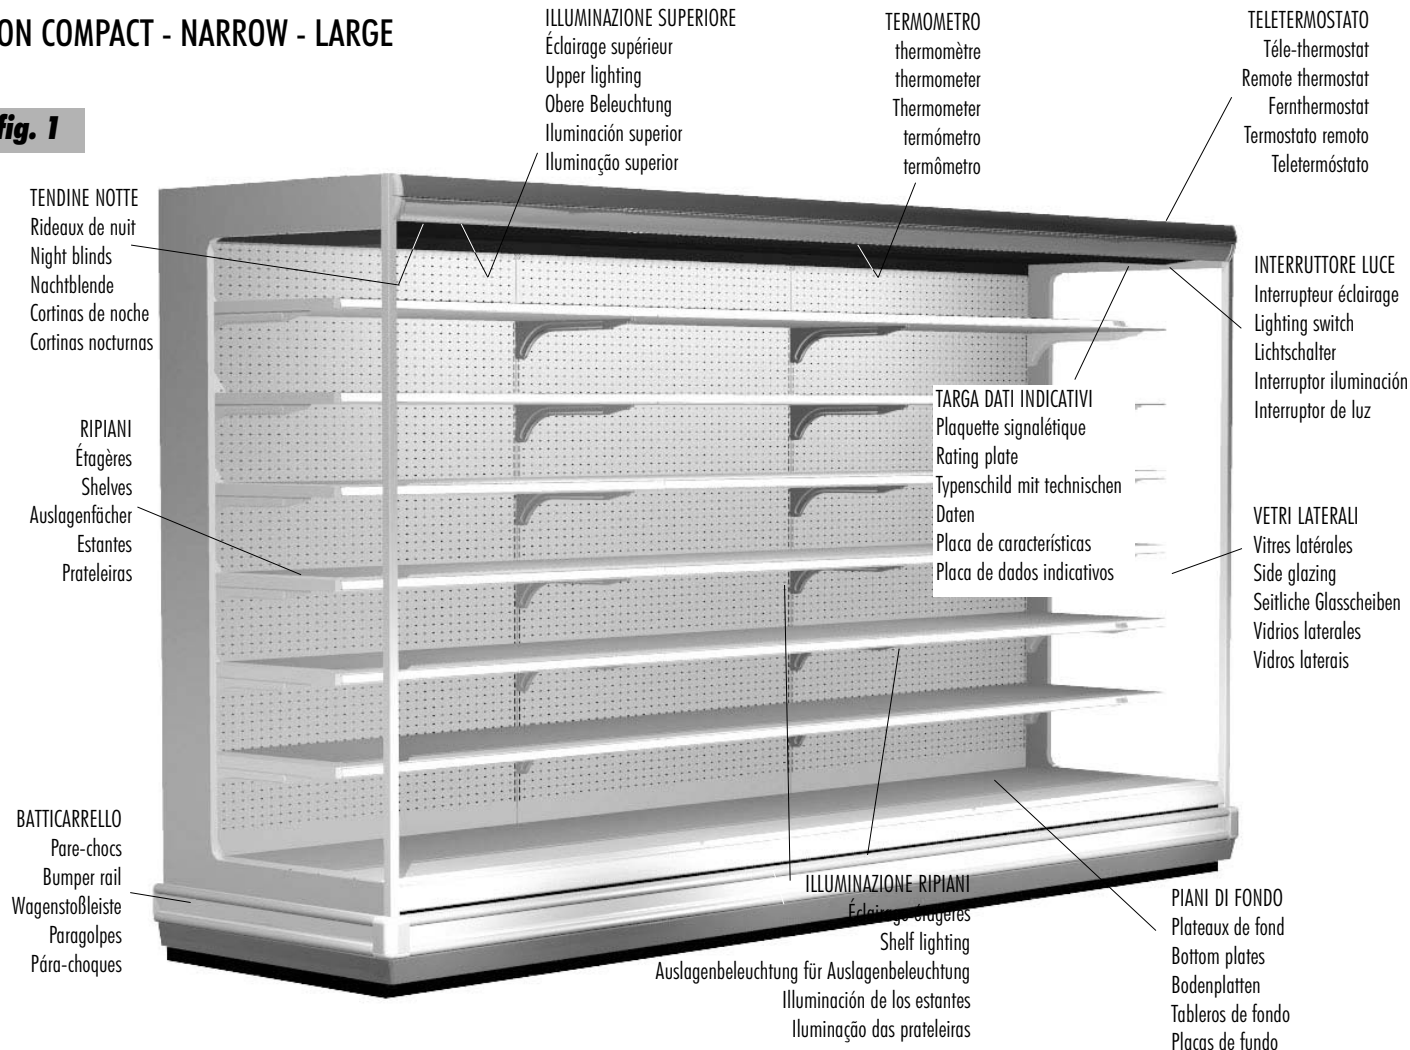 ON COMPACT - NARROW - LARGE
fig. 1
ILLUMINAZIONE SUPERIORE
Éclairage supérieur
Upper lighting
Obere Beleuchtung
Iluminación superior
Iluminação superior
TERMOMETRO
thermomètre
thermometer
Thermometer
termómetro
termômetro
TELETERMOSTATO
Téle-thermostat
Remote thermostat
Fernthermostat
Termostato remoto
Teletermóstato
TENDINE NOTTE
Rideaux de nuit
Night blinds
Nachtblende
Cortinas de noche
Cortinas nocturnas
INTERRUTTORE LUCE
Interrupteur éclairage
Lighting switch
Lichtschalter
Interruptor iluminación
Interruptor de luz
TARGA DATI INDICATIVI
Plaquette signalétique
Rating plate
Typenschild mit technischen
Daten
Placa de características
Placa de dados indicativos
RIPIANI
Étagères
Shelves
Auslagenfächer
Estantes
Prateleiras
VETRI LATERALI
Vitres latérales
Side glazing
Seitliche Glasscheiben
Vidrios laterales
Vidros laterais
BATTICARRELLO
Pare-chocs
Bumper rail
Wagenstoßleiste
Paragolpes
Pára-choques
ILLUMINAZIONE RIPIANI
Éclairage étagères
Shelf lighting
Auslagenbeleuchtung für Auslagenbeleuchtung
Illuminación de los estantes
Iluminação das prateleiras
PIANI DI FONDO
Plateaux de fond
Bottom plates
Bodenplatten
Tableros de fondo
Placas de fundo